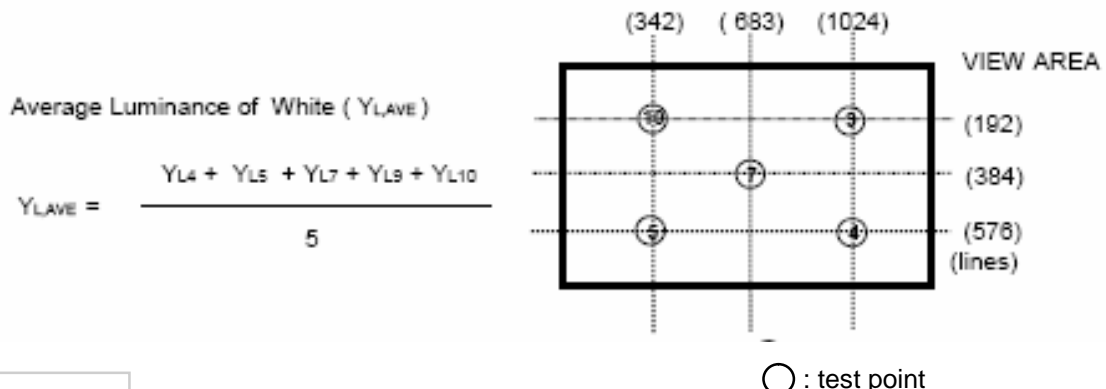 (342) ( 683) (1024)
VIEW AREA
Average Luminance of White ( YLAVE )
10 9 (192)
YL4 + YL5 + YL7 + YL9 + YL10
7 (384)
YLAVE =
5
5 4 (576)
(lines)
: test point